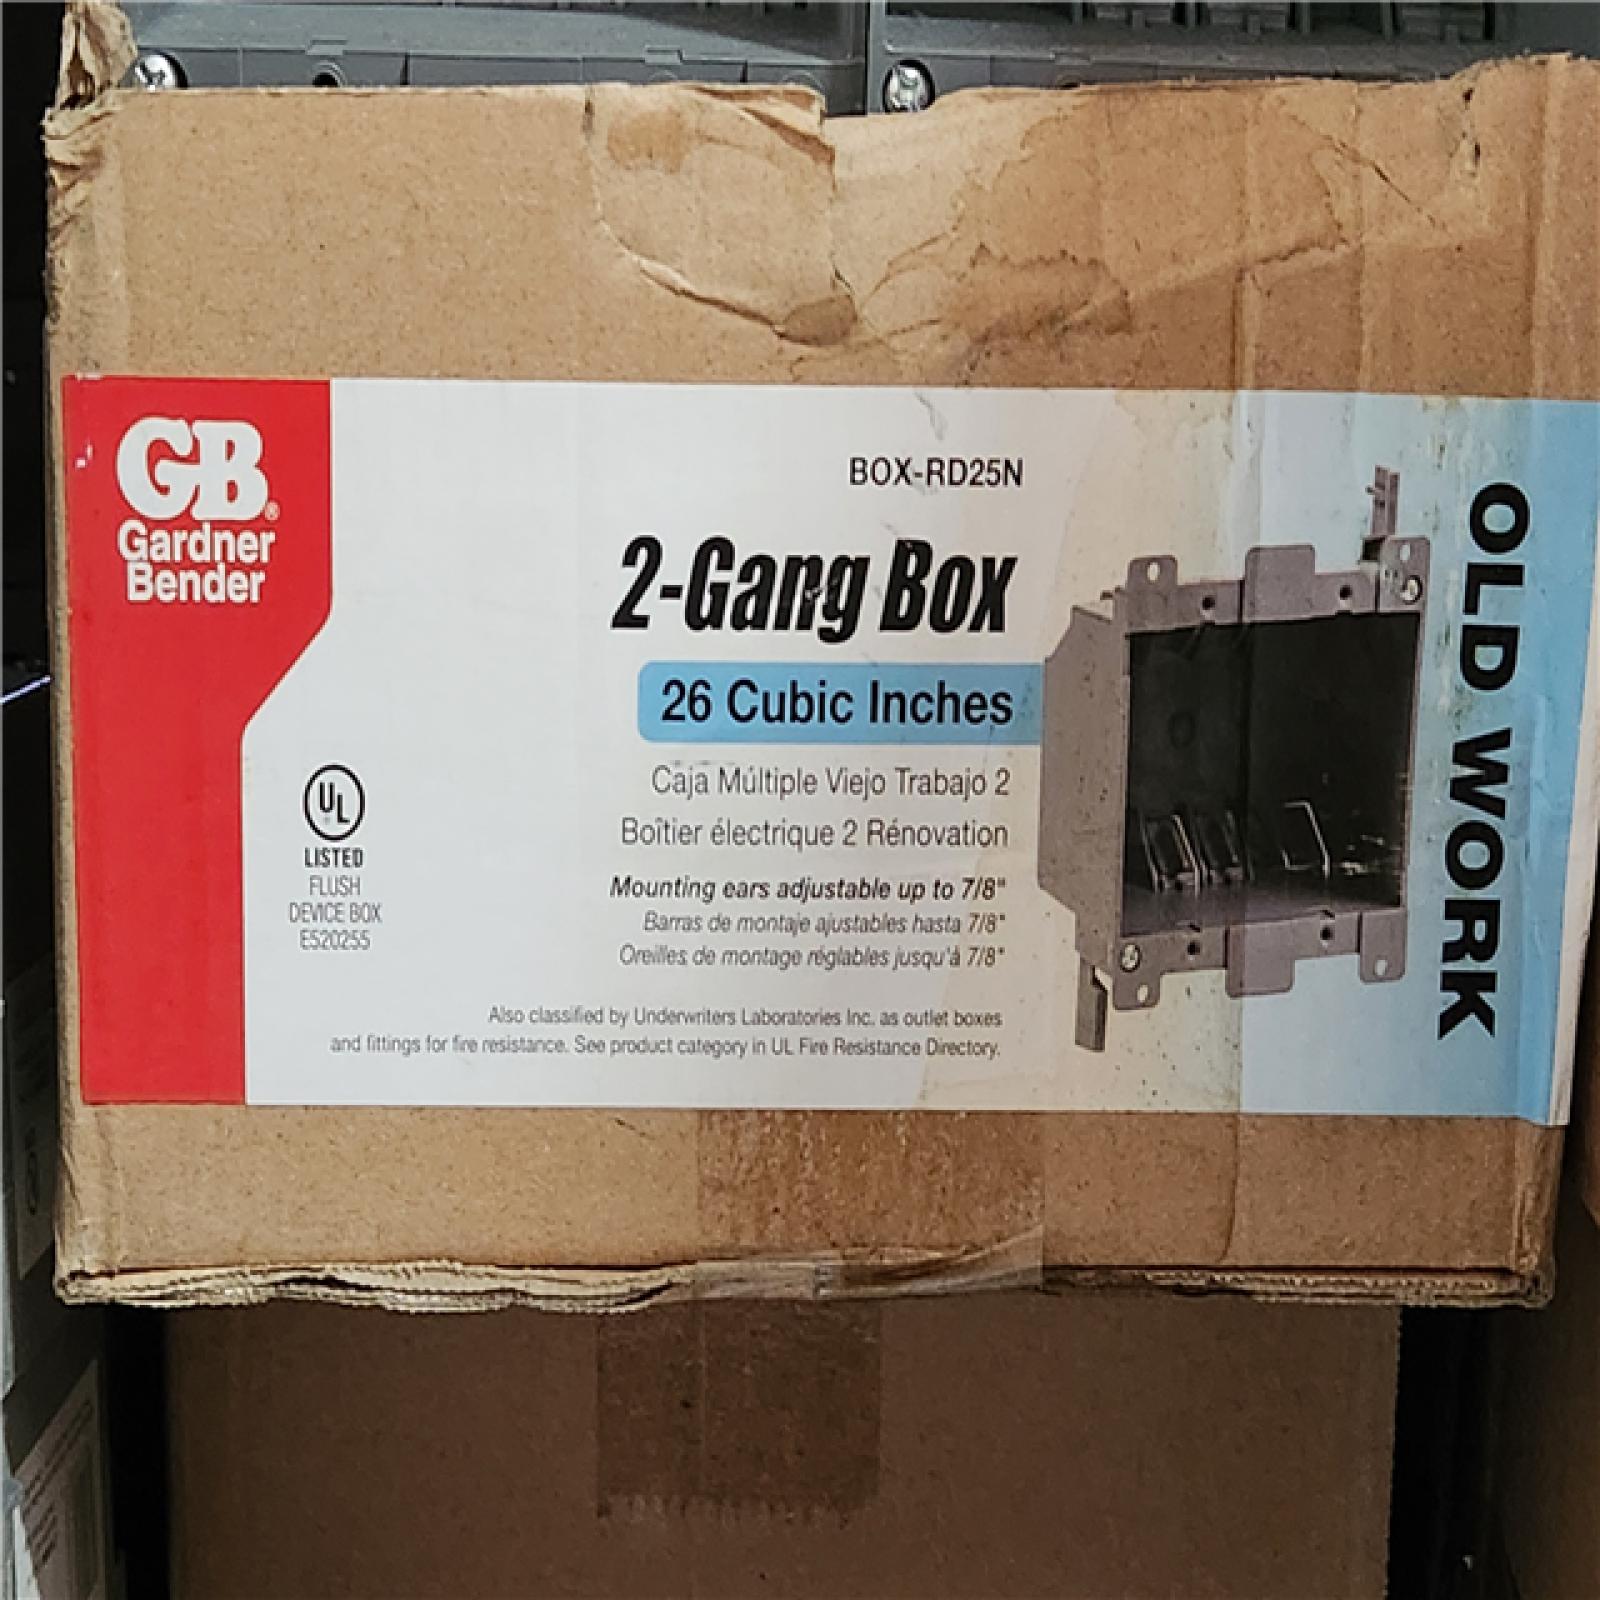 GB®
Gardner
Bender
BOX-RD25N
2-Gang Box
26 Cubic Inches
Caja Múltiple Viejo Trabajo 2
Boîtier électrique 2 Rénovation
Mounting ears adjustable up to 7/8"
Barras de montaje ajustables hasta 7/8"
Oreilles de montage réglables jusqu'à 7/8"
Also classified by Underwriters Laboratories Inc. as outlet boxes
and fittings for fire resistance. See product category in UL Fire Resistance Directory.
UL
LISTED
FLUSH
DEVICE BOX
E520255
OLD WORK